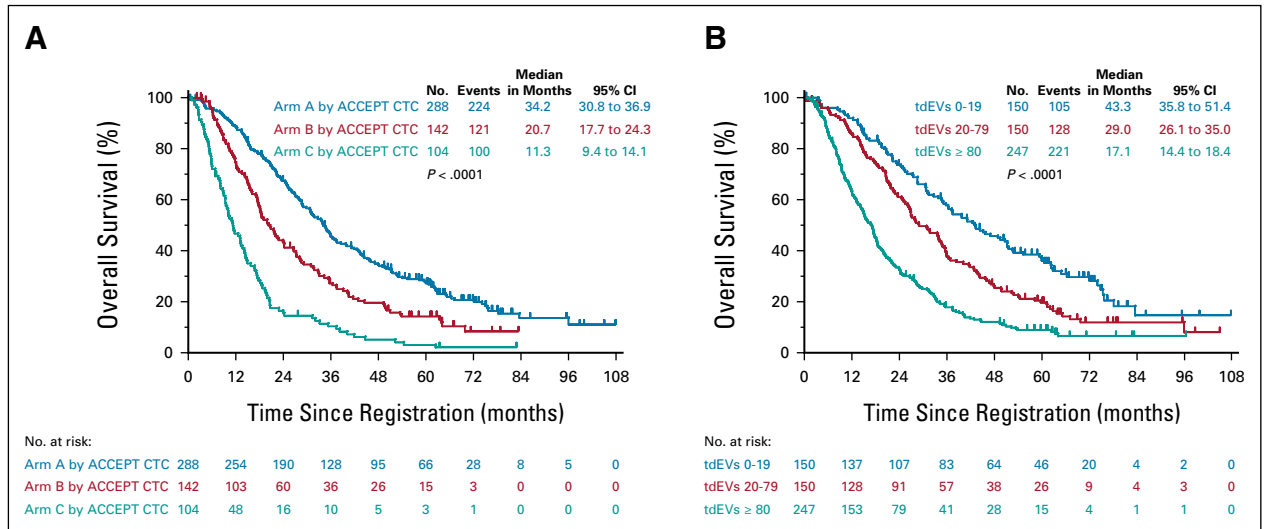 A
Median
No. Events in Months 95% CI
Arm A by ACCEPT CTC 288 224 34.2 30.8 to 36.9
Arm B by ACCEPT CTC 142 121 20.7 17.7 to 24.3
Arm C by ACCEPT CTC 104 100 11.3 9.4 to 14.1
P < .0001
Overall Survival (%)
100
80
60
40
20
0
0 12 24 36 48 60 72 84 96 108
Time Since Registration (months)
No. at risk:
Arm A by ACCEPT CTC 288 254 190 128 95 66 28 8 5 0
Arm B by ACCEPT CTC 142 103 60 36 26 15 3 0 0 0
Arm C by ACCEPT CTC 104 48 16 10 5 3 1 0 0 0
B
Median
No. Events in Months 95% CI
tdEVs 0-19 150 105 43.3 35.8 to 51.4
tdEVs 20-79 150 128 29.0 26.1 to 35.0
tdEVs ≥ 80 247 221 17.1 14.4 to 18.4
P < .0001
Overall Survival (%)
100
80
60
40
20
0
0 12 24 36 48 60 72 84 96 108
Time Since Registration (months)
No. at risk:
tdEVs 0-19 150 137 107 83 64 46 20 4 2 0
tdEVs 20-79 150 128 91 57 38 26 9 4 3 0
tdEVs ≥ 80 247 153 79 41 28 15 4 1 1 0